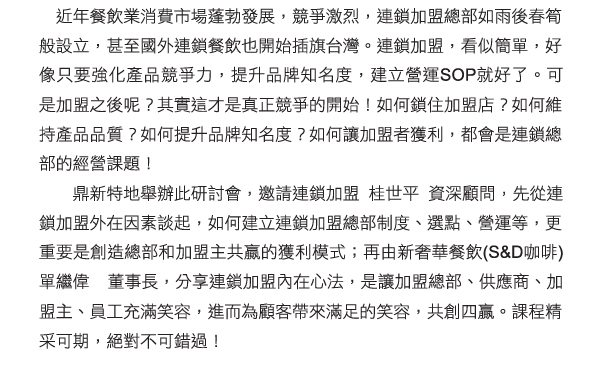 近年餐飲業消費市場蓬勃發展，競爭激烈，連鎖加盟總部如雨後春筍
般設立，甚至國外連鎖餐飲也開始插旗台灣。連鎖加盟，看似簡單，好
像只要強化產品競爭力，提升品牌知名度，建立營運SOP就好了。可
是加盟之後呢？其實這才是真正競爭的開始！如何鎖住加盟店？如何維
持產品品質？如何提升品牌知名度？如何讓加盟者獲利，都會是連鎖總
部的經營課題！
鼎新特地舉辦此研討會，邀請連鎖加盟 桂世平 資深顧問，先從連
鎖加盟外在因素談起，如何建立連鎖加盟總部制度、選點、營運等，更
重要是創造總部和加盟主共贏的獲利模式；再由新奢華餐飲(S&D咖啡)
單繼偉　董事長，分享連鎖加盟內在心法，是讓加盟總部、供應商、加
盟主、員工充滿笑容，進而為顧客帶來滿足的笑容，共創四贏。課程精
采可期，絕對不可錯過！